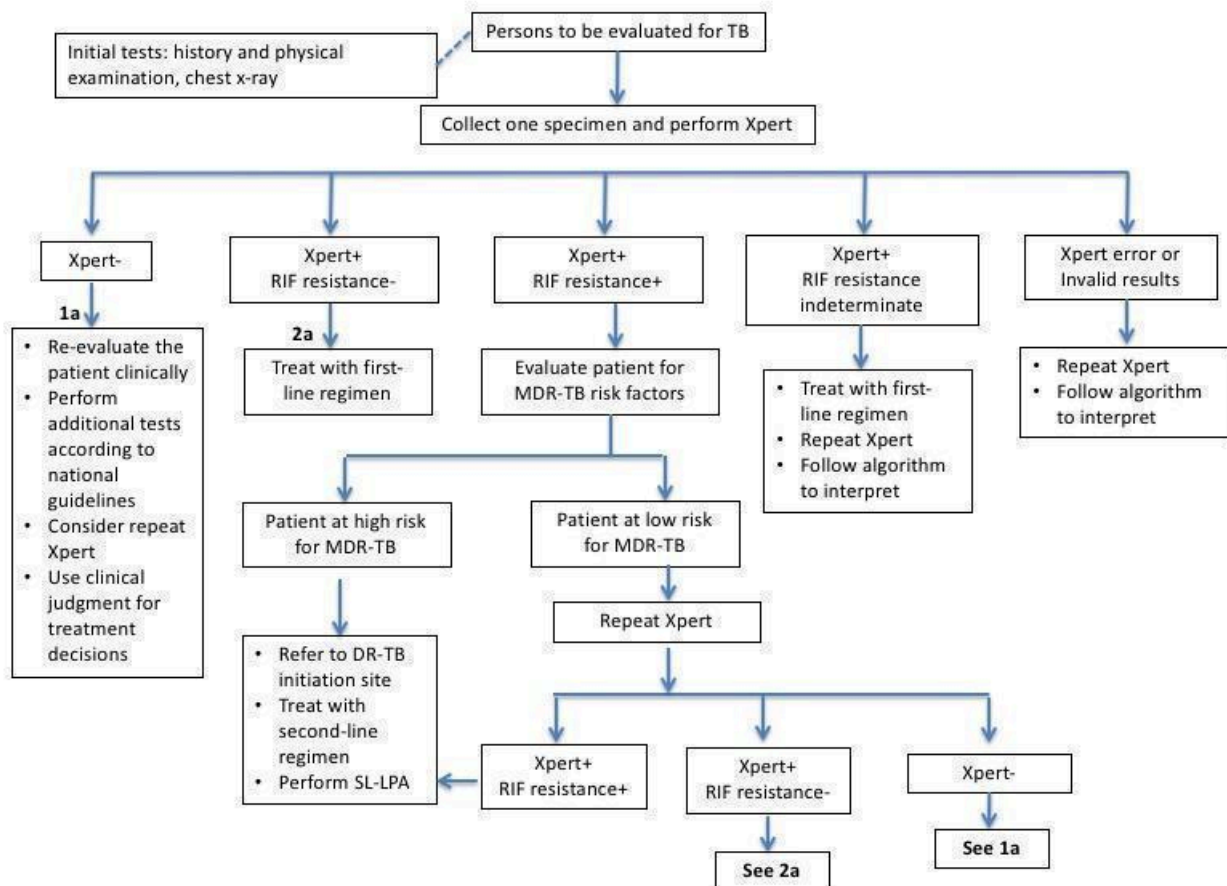 Persons to be evaluated for TB
Initial tests: history and physical
examination, chest x-ray
Collect one specimen and perform Xpert
Xpert-
Xpert+
RIF resistance-
Xpert+
RIF resistance+
Xpert+
RIF resistance
indeterminate
Xpert error or
Invalid results
1a
• Re-evaluate the
patient clinically
• Perform
additional tests
according to
national
guidelines
• Consider repeat
Xpert
• Use clinical
judgment for
treatment
decisions
2a
Treat with first-
line regimen
Evaluate patient for
MDR-TB risk factors
• Treat with first-
line regimen
• Repeat Xpert
• Follow algorithm
to interpret
• Repeat Xpert
• Follow algorithm
to interpret
Patient at high risk
for MDR-TB
Patient at low risk
for MDR-TB
Repeat Xpert
• Refer to DR-TB
initiation site
• Treat with
second-line
regimen
• Perform SL-LPA
Xpert+
RIF resistance+
Xpert+
RIF resistance-
Xpert-
See 2a
See 1a